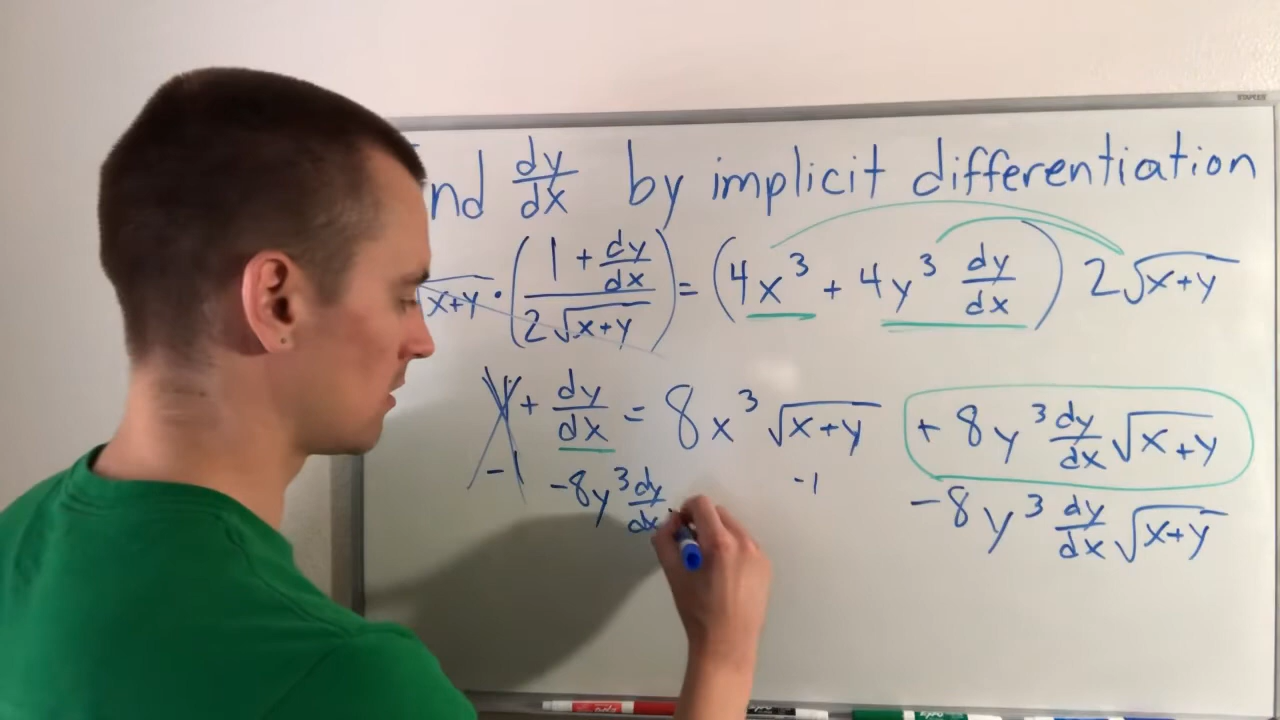 nd dy/dx by implicit differentiation
√x+y · ((1 + dy/dx)/(2√x+y)) = (4x³ + 4y³ dy/dx) 2√x+y
1 + dy/dx = 8x³ √x+y + 8y³ dy/dx √x+y
-1 -8y³ dy/dx -1 -8y³ dy/dx √x+y
STAPLES